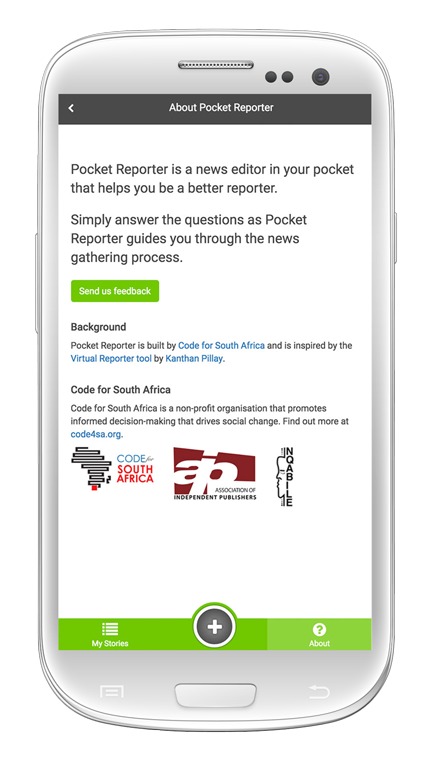 About Pocket Reporter
Pocket Reporter is a news editor in your pocket
that helps you be a better reporter.
Simply answer the questions as Pocket
Reporter guides you through the news
gathering process.
Send us feedback
Background
Pocket Reporter is built by Code for South Africa and is inspired by the
Virtual Reporter tool by Kanthan Pillay.
Code for South Africa
Code for South Africa is a non-profit organisation that promotes
informed decision-making that drives social change. Find out more at
code4sa.org.
CODE for
SOUTH
AFRICA
aip
ASSOCIATION OF
INDEPENDENT PUBLISHERS
INQABILE
My Stories
About